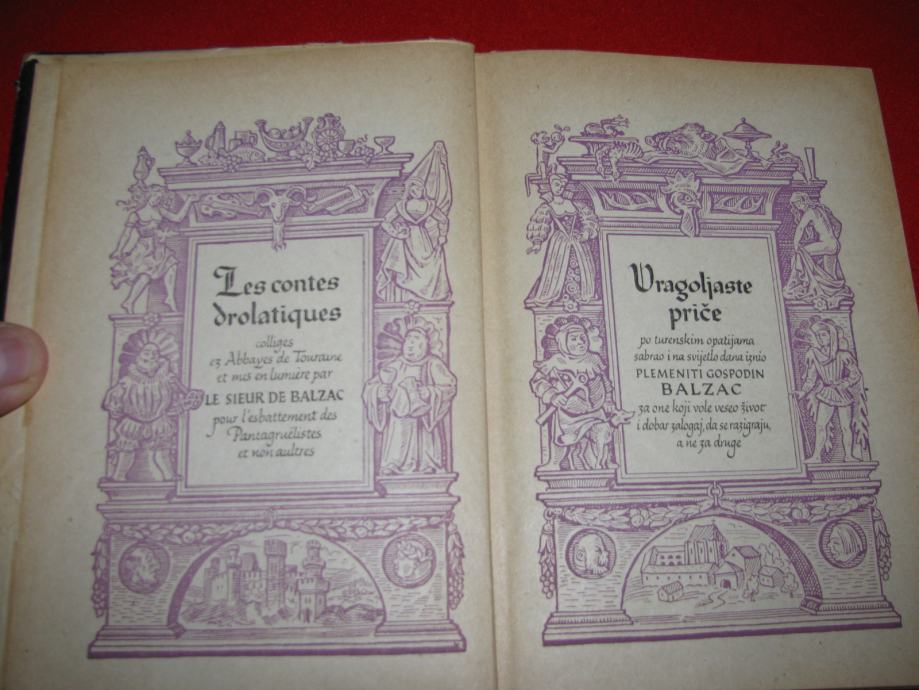 Les contes
drolatiques
colliges
ez Abbayes de Touraine
et mis en lumière par
LE SIEUR DE BALZAC
pour l'esbattement des
Pantagruëlistes
et non aultres
Vragoljaste
priče
po turenskim opatijama
sabrao i na svijetlo dana iznio
PLEMENITI GOSPODIN
BALZAC
za one koji vole veseo život
i dobar zalogaj, da se razigraju,
a ne za druge